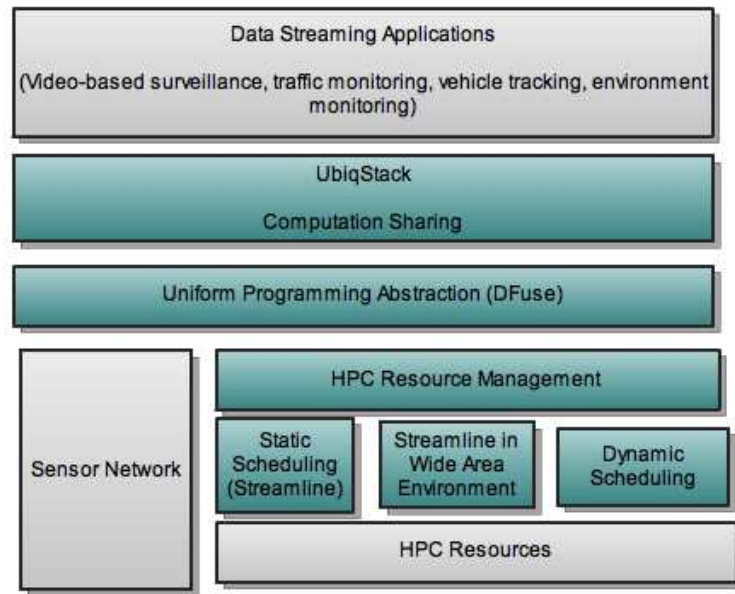 Data Streaming Applications
(Video-based surveillance, traffic monitoring, vehicle tracking, environment
monitoring)
UbiqStack
Computation Sharing
Uniform Programming Abstraction (DFuse)
Sensor Network
HPC Resource Management
Static
Scheduling
(Streamline)
Streamline in
Wide Area
Environment
Dynamic
Scheduling
HPC Resources